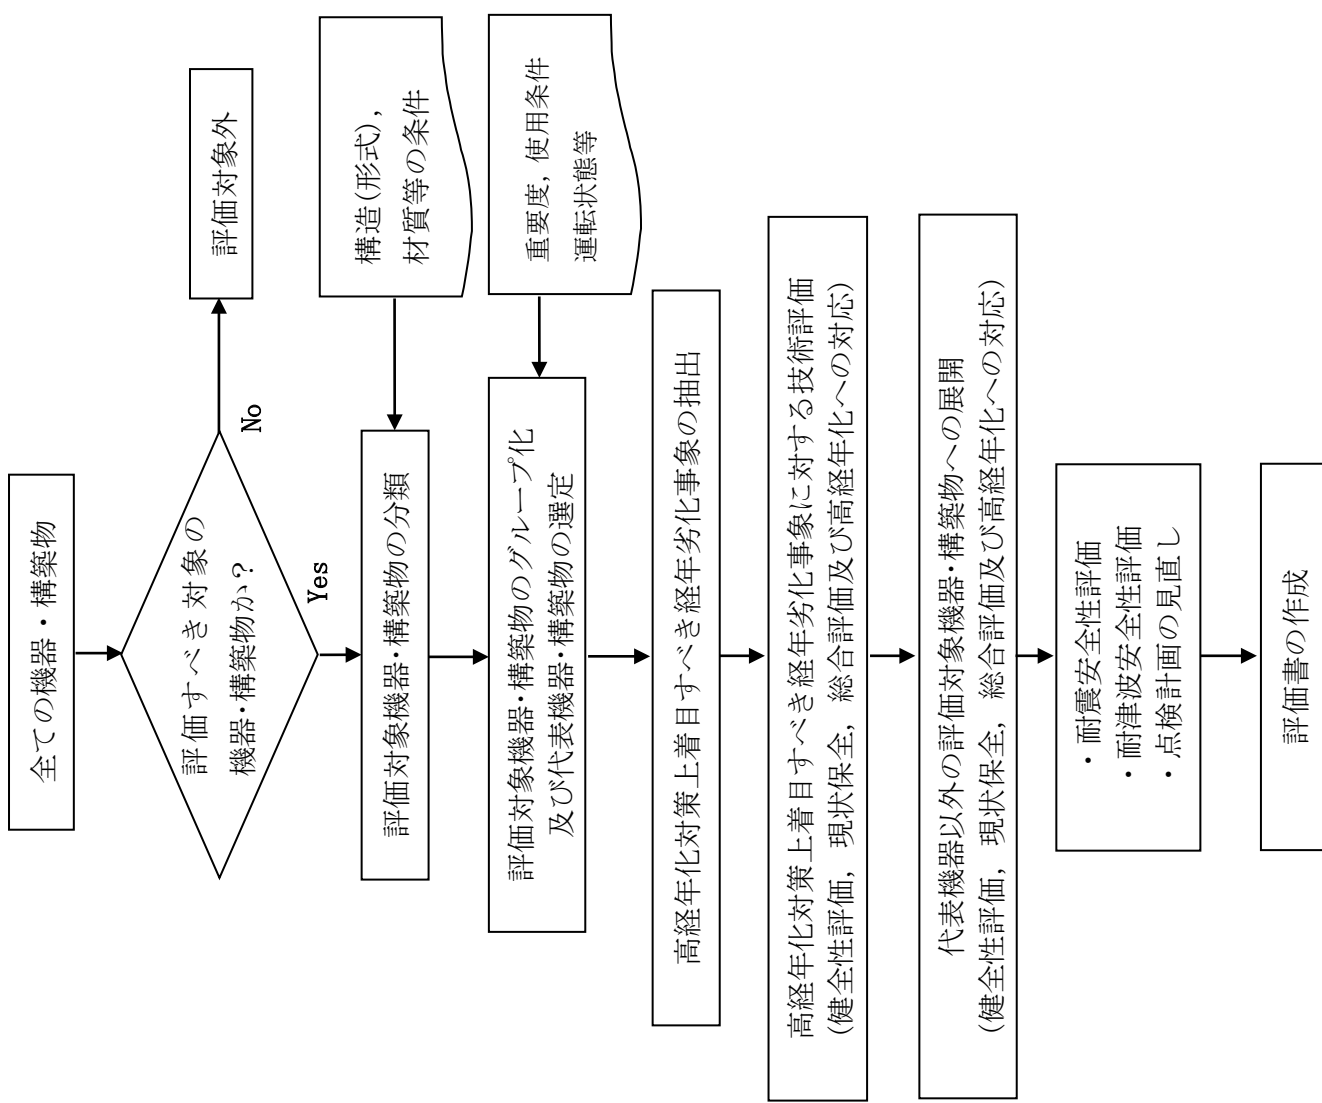 全ての機器・構築物
評価すべき対象の
機器・構築物か？
No
評価対象外
Yes
構造(形式)，
材質等の条件
評価対象機器・構築物の分類
重要度，使用条件
運転状態等
評価対象機器・構築物のグループ化
及び代表機器・構築物の選定
高経年化対策上着目すべき経年劣化事象の抽出
高経年化対策上着目すべき経年劣化事象に対する技術評価
(健全性評価，現状保全，総合評価及び高経年化への対応)
代表機器以外の評価対象機器・構築物への展開
(健全性評価，現状保全，総合評価及び高経年化への対応)
・耐震安全性評価
・耐津波安全性評価
・点検計画の見直し
評価書の作成